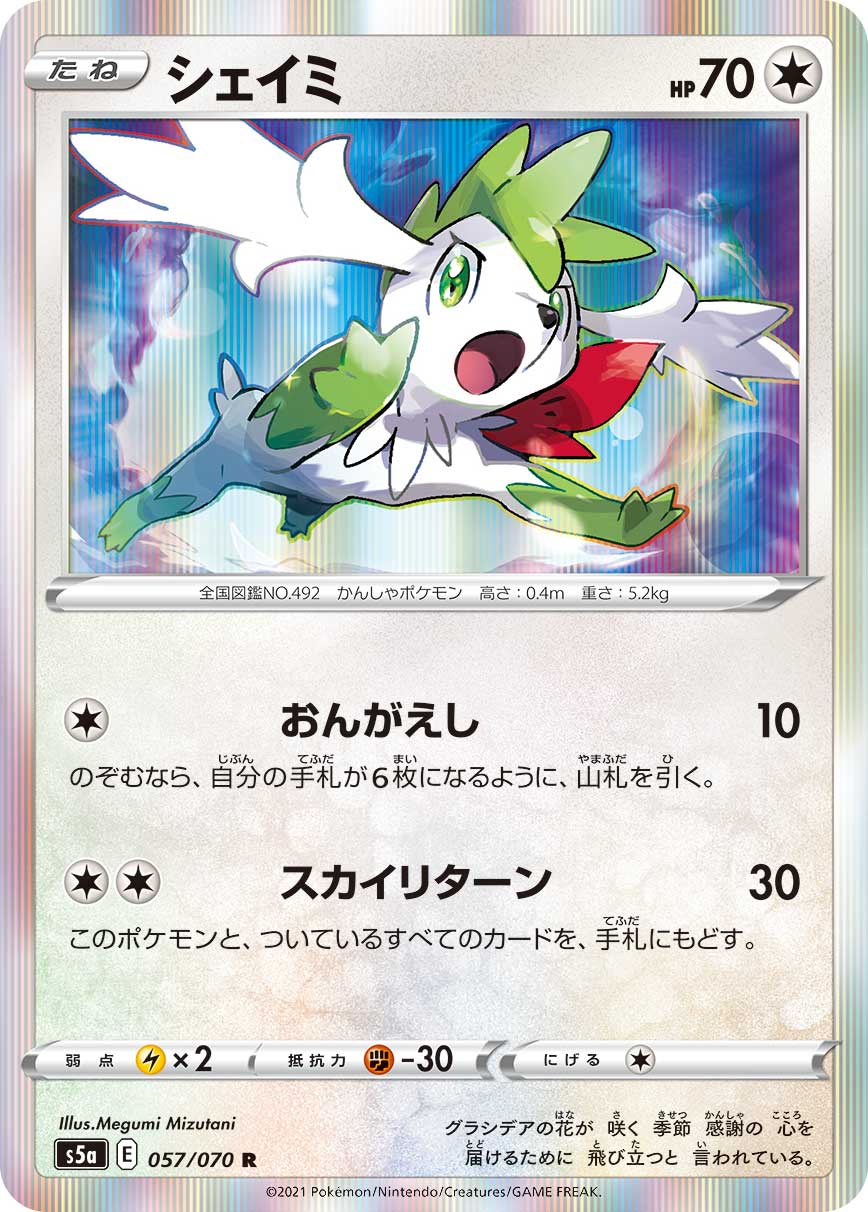 たね シェイミ HP70
全国図鑑NO.492 かんしゃポケモン 高さ:0.4m 重さ:5.2kg
おんがえし 10
のぞむなら、自分の手札が6枚になるように、山札を引く。
スカイリターン 30
このポケモンと、ついているすべてのカードを、手札にもどす。
弱点 ×2 抵抗力 -30 にげる
Illus.Megumi Mizutani
s5a E 057/070 R
グラシデアの花が 咲く 季節 感謝の 心を
届けるために 飛び立つと 言われている。
©2021 Pokémon/Nintendo/Creatures/GAME FREAK.